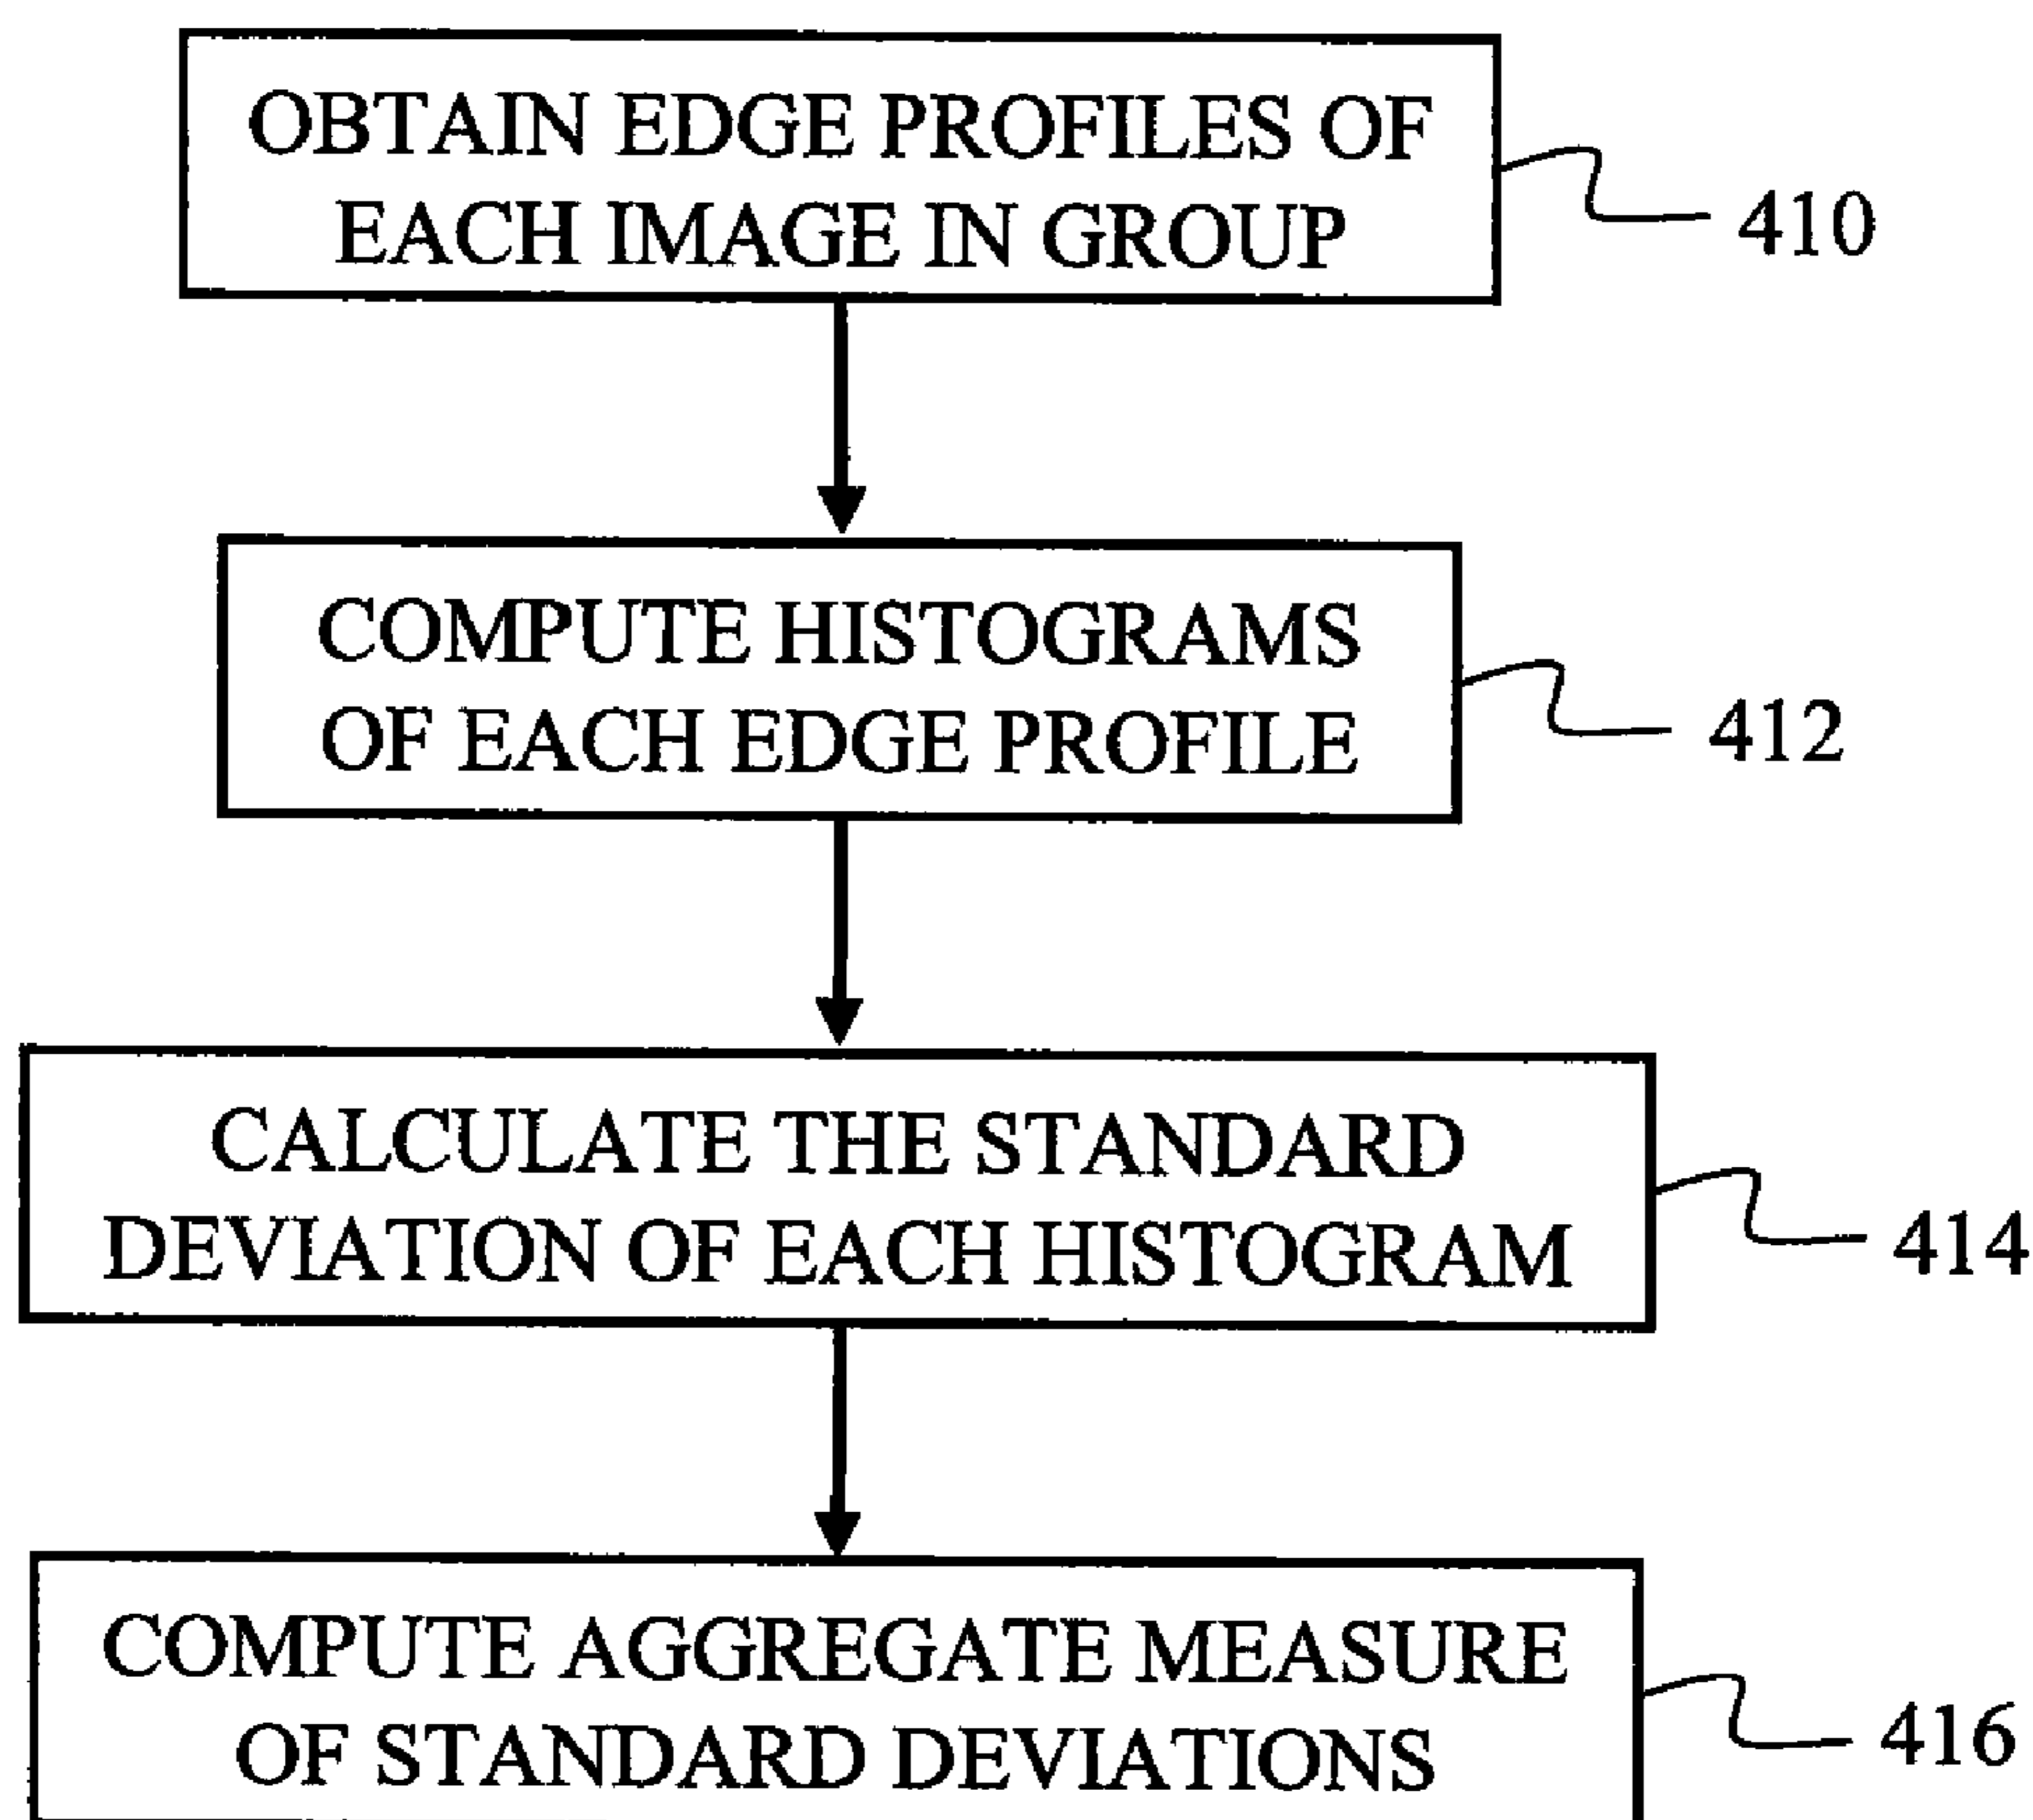 OBTAIN EDGE PROFILES OF
EACH IMAGE IN GROUP
410
COMPUTE HISTOGRAMS
OF EACH EDGE PROFILE
412
CALCULATE THE STANDARD
DEVIATION OF EACH HISTOGRAM
414
COMPUTE AGGREGATE MEASURE
OF STANDARD DEVIATIONS
416